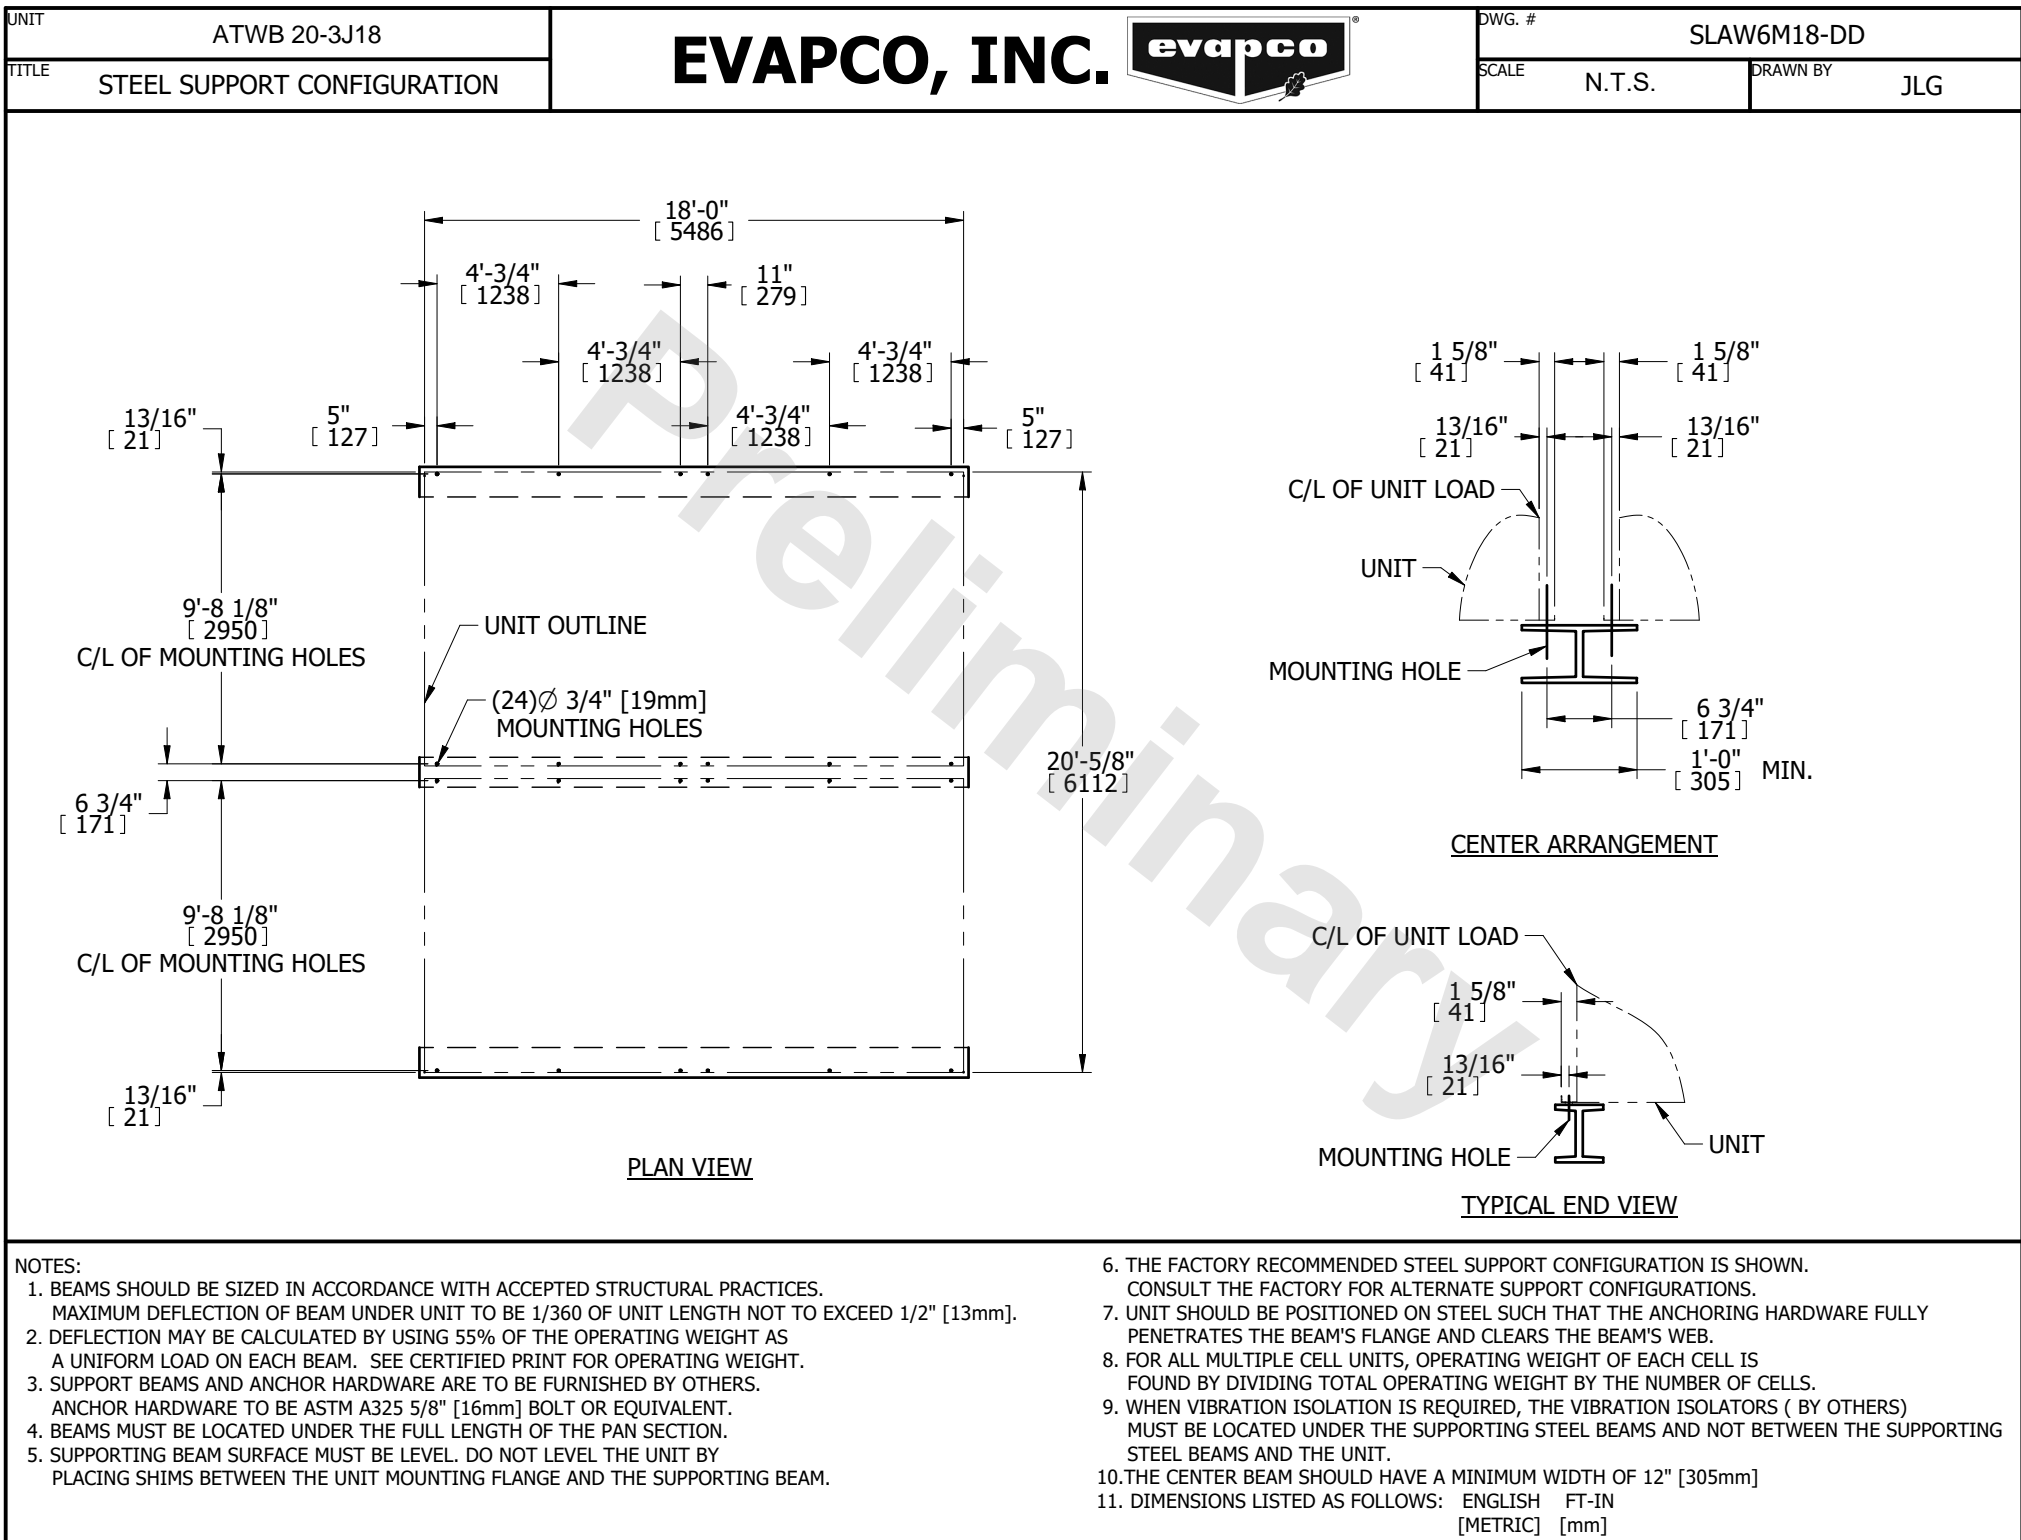 UNIT
ATWB 20-3J18
TITLE
STEEL SUPPORT CONFIGURATION
EVAPCO, INC.
evapco
®
DWG. #
SLAW6M18-DD
SCALE
N.T.S.
DRAWN BY
JLG
18'-0"
[ 5486 ]
4'-3/4"
[ 1238 ]
11"
[ 279 ]
4'-3/4"
[ 1238 ]
4'-3/4"
[ 1238 ]
13/16"
[ 21 ]
5"
[ 127 ]
4'-3/4"
[ 1238 ]
5"
[ 127 ]
9'-8 1/8"
[ 2950 ]
C/L OF MOUNTING HOLES
UNIT OUTLINE
(24)∅ 3/4" [19mm]
MOUNTING HOLES
6 3/4"
[ 171 ]
20'-5/8"
[ 6112 ]
9'-8 1/8"
[ 2950 ]
C/L OF MOUNTING HOLES
13/16"
[ 21 ]
PLAN VIEW
Preliminary
1 5/8"
[ 41 ]
1 5/8"
[ 41 ]
13/16"
[ 21 ]
13/16"
[ 21 ]
C/L OF UNIT LOAD
UNIT
MOUNTING HOLE
6 3/4"
[ 171 ]
1'-0"
[ 305 ] MIN.
CENTER ARRANGEMENT
C/L OF UNIT LOAD
1 5/8"
[ 41 ]
13/16"
[ 21 ]
MOUNTING HOLE
UNIT
TYPICAL END VIEW
NOTES:
1. BEAMS SHOULD BE SIZED IN ACCORDANCE WITH ACCEPTED STRUCTURAL PRACTICES.
MAXIMUM DEFLECTION OF BEAM UNDER UNIT TO BE 1/360 OF UNIT LENGTH NOT TO EXCEED 1/2" [13mm].
2. DEFLECTION MAY BE CALCULATED BY USING 55% OF THE OPERATING WEIGHT AS
A UNIFORM LOAD ON EACH BEAM. SEE CERTIFIED PRINT FOR OPERATING WEIGHT.
3. SUPPORT BEAMS AND ANCHOR HARDWARE ARE TO BE FURNISHED BY OTHERS.
ANCHOR HARDWARE TO BE ASTM A325 5/8" [16mm] BOLT OR EQUIVALENT.
4. BEAMS MUST BE LOCATED UNDER THE FULL LENGTH OF THE PAN SECTION.
5. SUPPORTING BEAM SURFACE MUST BE LEVEL. DO NOT LEVEL THE UNIT BY
PLACING SHIMS BETWEEN THE UNIT MOUNTING FLANGE AND THE SUPPORTING BEAM.
6. THE FACTORY RECOMMENDED STEEL SUPPORT CONFIGURATION IS SHOWN.
CONSULT THE FACTORY FOR ALTERNATE SUPPORT CONFIGURATIONS.
7. UNIT SHOULD BE POSITIONED ON STEEL SUCH THAT THE ANCHORING HARDWARE FULLY
PENETRATES THE BEAM'S FLANGE AND CLEARS THE BEAM'S WEB.
8. FOR ALL MULTIPLE CELL UNITS, OPERATING WEIGHT OF EACH CELL IS
FOUND BY DIVIDING TOTAL OPERATING WEIGHT BY THE NUMBER OF CELLS.
9. WHEN VIBRATION ISOLATION IS REQUIRED, THE VIBRATION ISOLATORS ( BY OTHERS)
MUST BE LOCATED UNDER THE SUPPORTING STEEL BEAMS AND NOT BETWEEN THE SUPPORTING
STEEL BEAMS AND THE UNIT.
10.THE CENTER BEAM SHOULD HAVE A MINIMUM WIDTH OF 12" [305mm]
11. DIMENSIONS LISTED AS FOLLOWS: ENGLISH FT-IN
[METRIC] [mm]